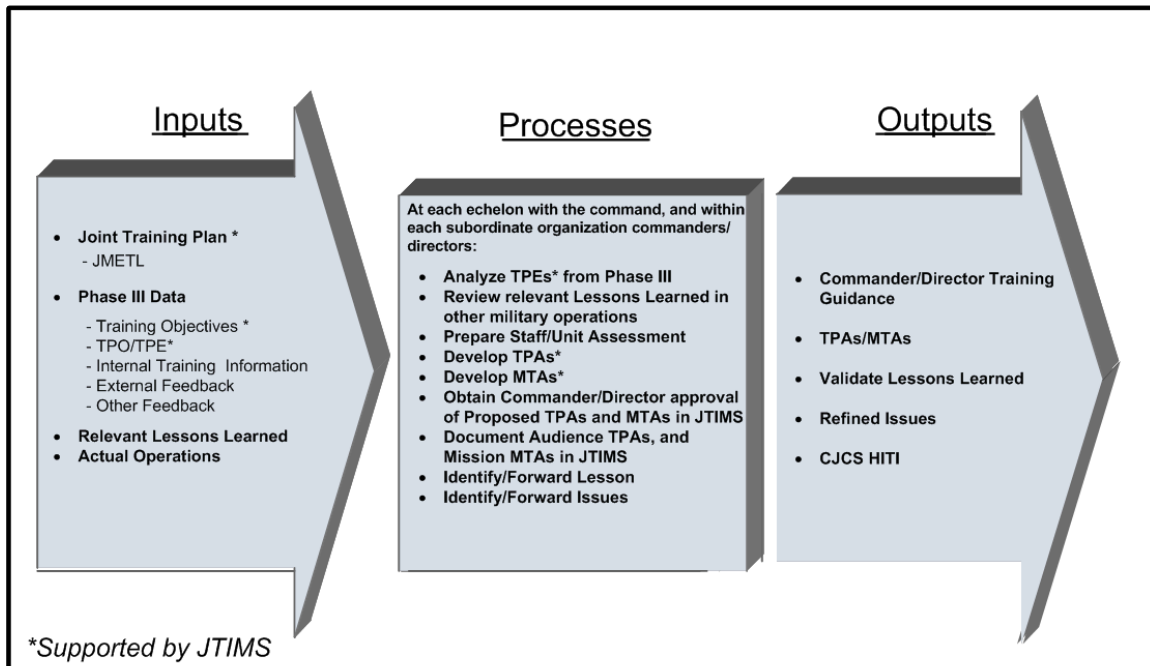 Inputs
• Joint Training Plan *
- JMETL
• Phase III Data
- Training Objectives *
- TPO/TPE*
- Internal Training Information
- External Feedback
- Other Feedback
• Relevant Lessons Learned
• Actual Operations
Processes
At each echelon with the command, and within
each subordinate organization commanders/
directors:
• Analyze TPEs* from Phase III
• Review relevant Lessons Learned in
other military operations
• Prepare Staff/Unit Assessment
• Develop TPAs*
• Develop MTAs*
• Obtain Commander/Director approval
of Proposed TPAs and MTAs in JTIMS
• Document Audience TPAs, and
Mission MTAs in JTIMS
• Identify/Forward Lesson
• Identify/Forward Issues
Outputs
• Commander/Director Training
Guidance
• TPAs/MTAs
• Validate Lessons Learned
• Refined Issues
• CJCS HITI
*Supported by JTIMS